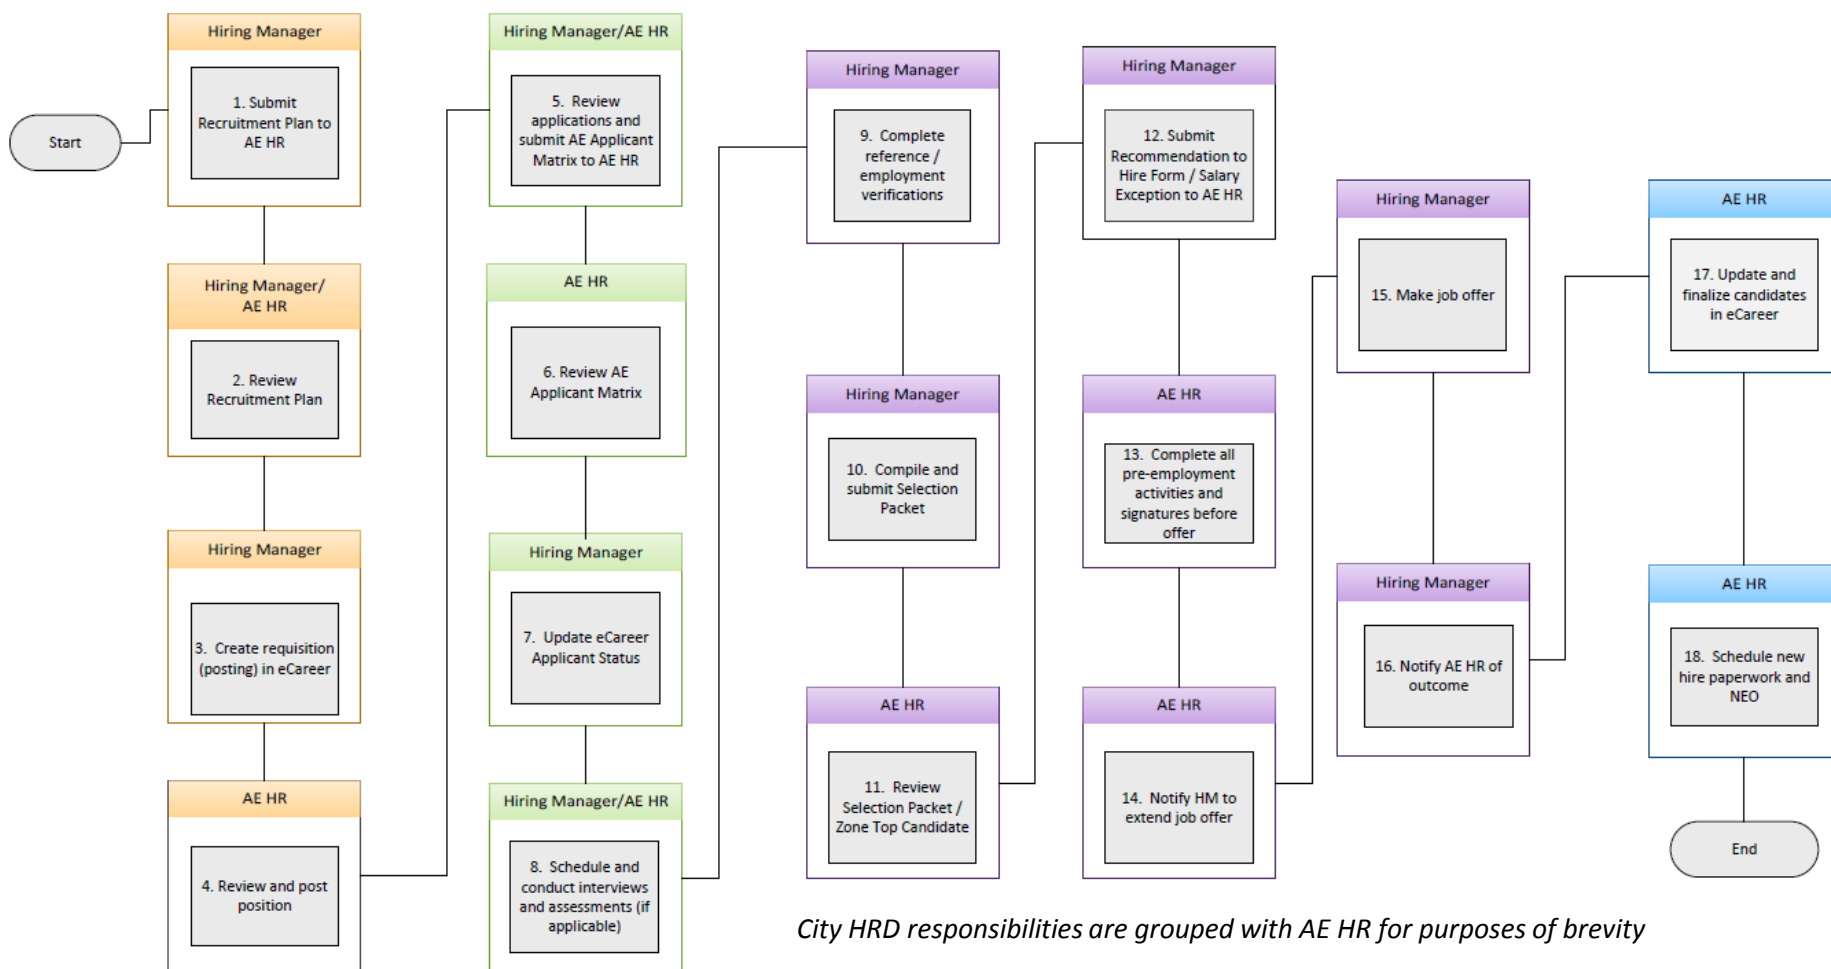 Start
Hiring Manager
1. Submit
Recruitment Plan to
AE HR
Hiring Manager/
AE HR
2. Review
Recruitment Plan
Hiring Manager
3. Create requisition
(posting) in eCareer
AE HR
4. Review and post
position
Hiring Manager/AE HR
5. Review
applications and
submit AE Applicant
Matrix to AE HR
AE HR
6. Review AE
Applicant Matrix
Hiring Manager
7. Update eCareer
Applicant Status
Hiring Manager/AE HR
8. Schedule and
conduct interviews
and assessments (if
applicable)
Hiring Manager
9. Complete
reference /
employment
verifications
Hiring Manager
10. Compile and
submit Selection
Packet
AE HR
11. Review
Selection Packet /
Zone Top Candidate
Hiring Manager
12. Submit
Recommendation to
Hire Form / Salary
Exception to AE HR
AE HR
13. Complete all
pre-employment
activities and
signatures before
offer
AE HR
14. Notify HM to
extend job offer
Hiring Manager
15. Make job offer
Hiring Manager
16. Notify AE HR of
outcome
AE HR
17. Update and
finalize candidates
in eCareer
AE HR
18. Schedule new
hire paperwork and
NEO
End
City HRD responsibilities are grouped with AE HR for purposes of brevity